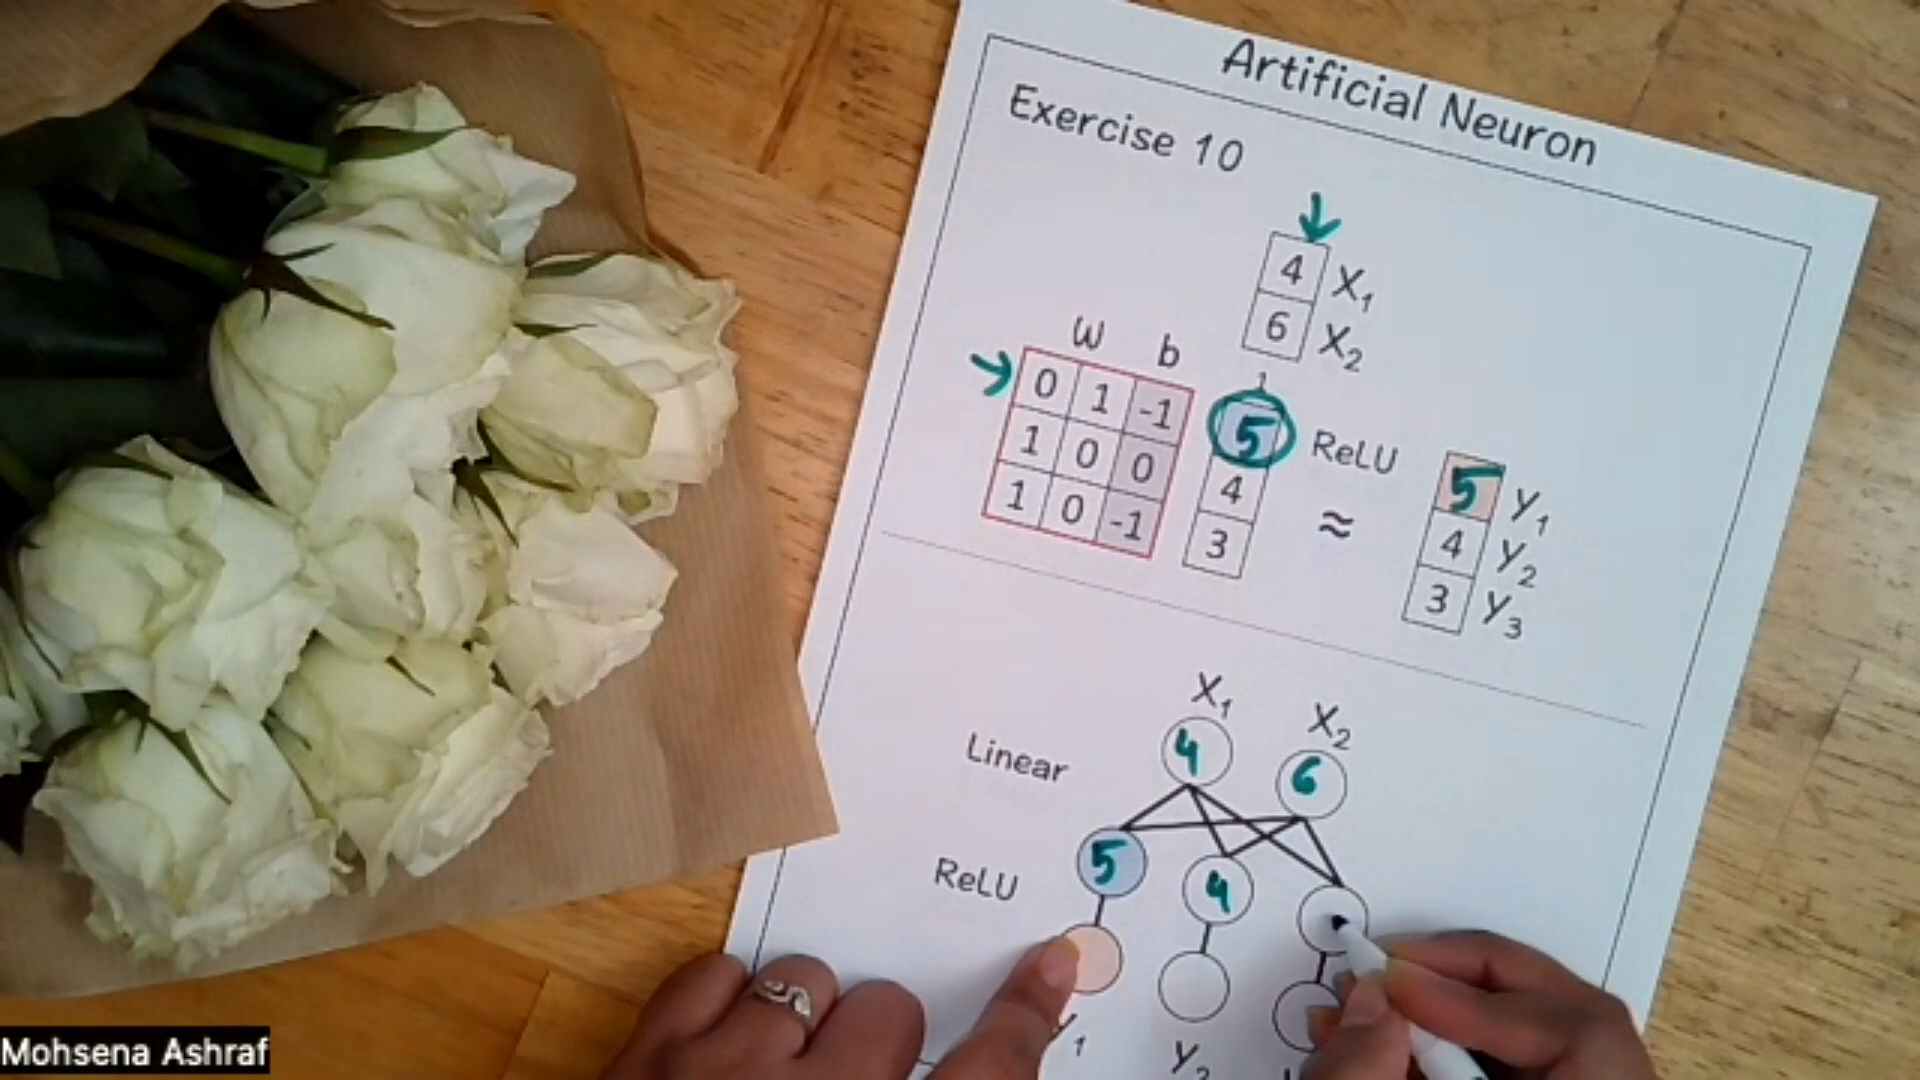 Artificial Neuron
Exercise 10
4 X₁
6 X₂
W b
0 1 -1
1 0 0
1 0 -1
5
4
3
ReLU
≈
5 Y₁
4 Y₂
3 Y₃
X₁ X₂
Linear 4 6
ReLU 5 4
Y₁ Y₂
Mohsena Ashraf